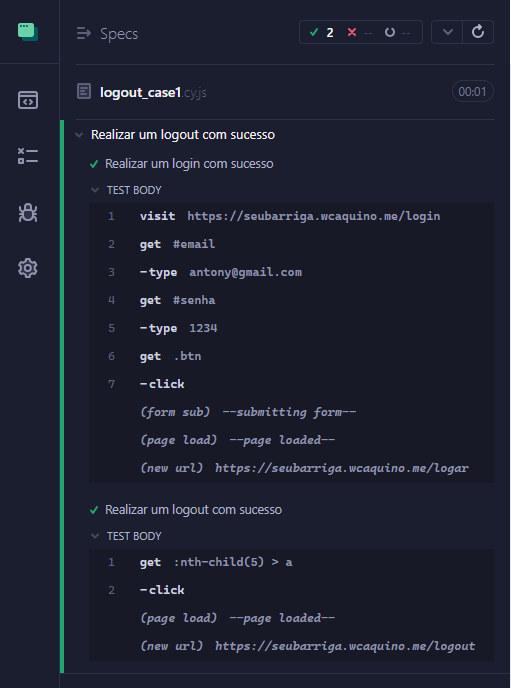 Specs
2 -- --
logout_case1.cy.js 00:01
Realizar um logout com sucesso
Realizar um login com sucesso
TEST BODY
1 visit https://seubarriga.wcaquino.me/login
2 get #email
3 -type antony@gmail.com
4 get #senha
5 -type 1234
6 get .btn
7 -click
(form sub) --submitting form--
(page load) --page loaded--
(new url) https://seubarriga.wcaquino.me/logar
Realizar um logout com sucesso
TEST BODY
1 get :nth-child(5) > a
2 -click
(page load) --page loaded--
(new url) https://seubarriga.wcaquino.me/logout